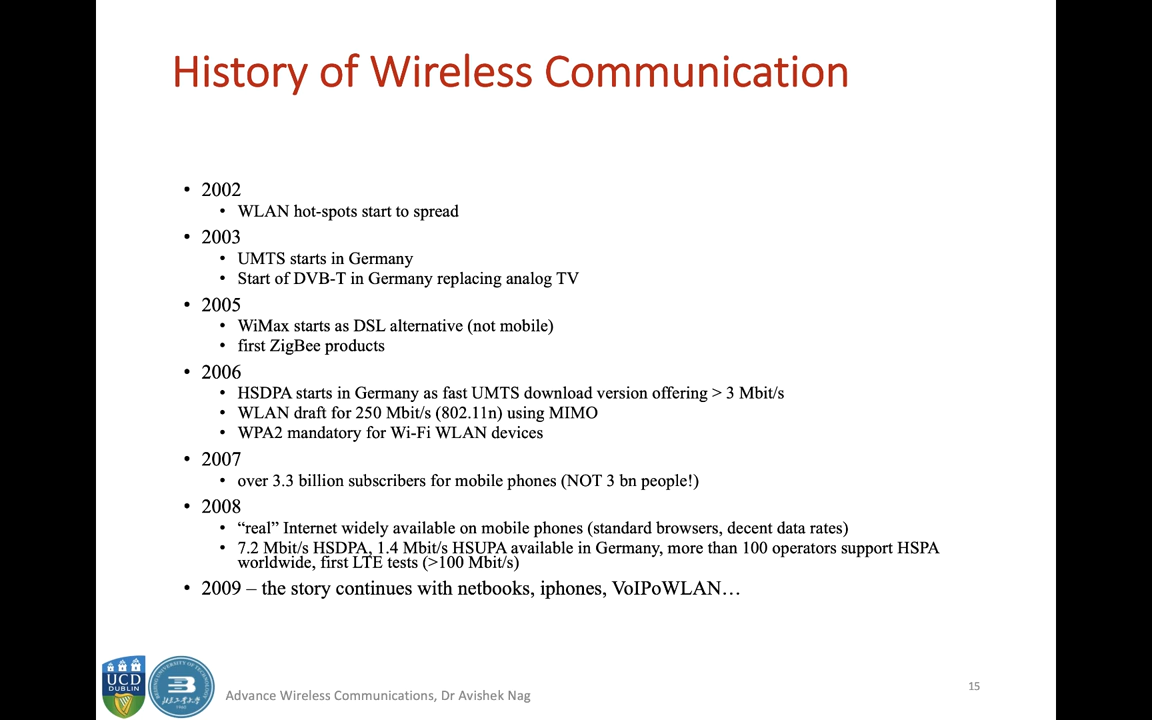 History of Wireless Communication
• 2002
• WLAN hot-spots start to spread
• 2003
• UMTS starts in Germany
• Start of DVB-T in Germany replacing analog TV
• 2005
• WiMax starts as DSL alternative (not mobile)
• first ZigBee products
• 2006
• HSDPA starts in Germany as fast UMTS download version offering > 3 Mbit/s
• WLAN draft for 250 Mbit/s (802.11n) using MIMO
• WPA2 mandatory for Wi-Fi WLAN devices
• 2007
• over 3.3 billion subscribers for mobile phones (NOT 3 bn people!)
• 2008
• “real” Internet widely available on mobile phones (standard browsers, decent data rates)
• 7.2 Mbit/s HSDPA, 1.4 Mbit/s HSUPA available in Germany, more than 100 operators support HSPA
worldwide, first LTE tests (>100 Mbit/s)
• 2009 – the story continues with netbooks, iphones, VoIPoWLAN…
UCD
DUBLIN
Advance Wireless Communications, Dr Avishek Nag
15